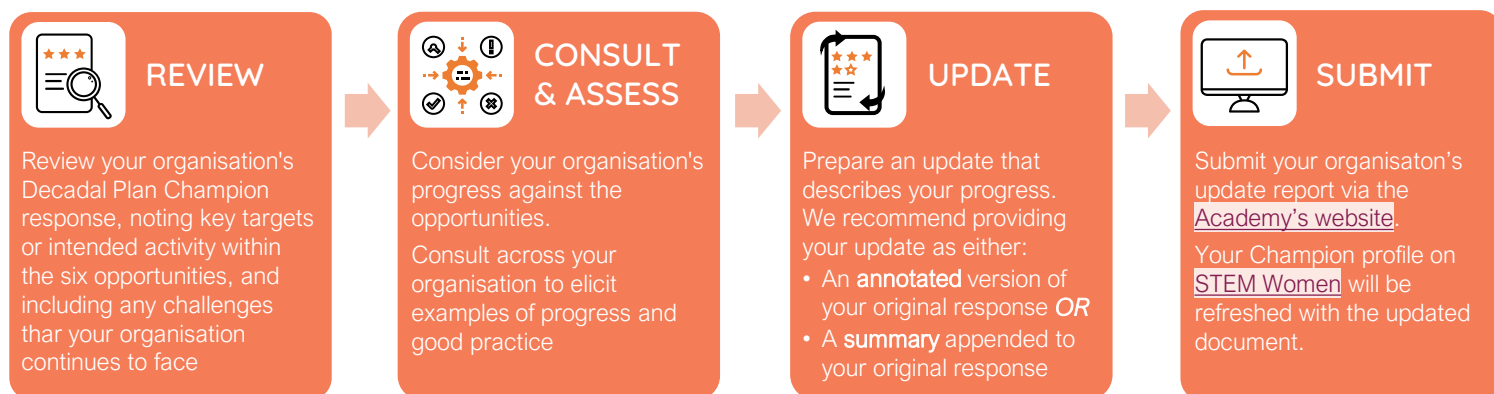 REVIEW
Review your organisation's
Decadal Plan Champion
response, noting key targets
or intended activity within
the six opportunities, and
including any challenges
thar your organisation
continues to face
CONSULT
& ASSESS
Consider your organisation's
progress against the
opportunities.
Consult across your
organisation to elicit
examples of progress and
good practice
UPDATE
Prepare an update that
describes your progress.
We recommend providing
your update as either:
• An annotated version of
your original response OR
• A summary appended to
your original response
SUBMIT
Submit your organisaton’s
update report via the
Academy’s website.
Your Champion profile on
STEM Women will be
refreshed with the updated
document.